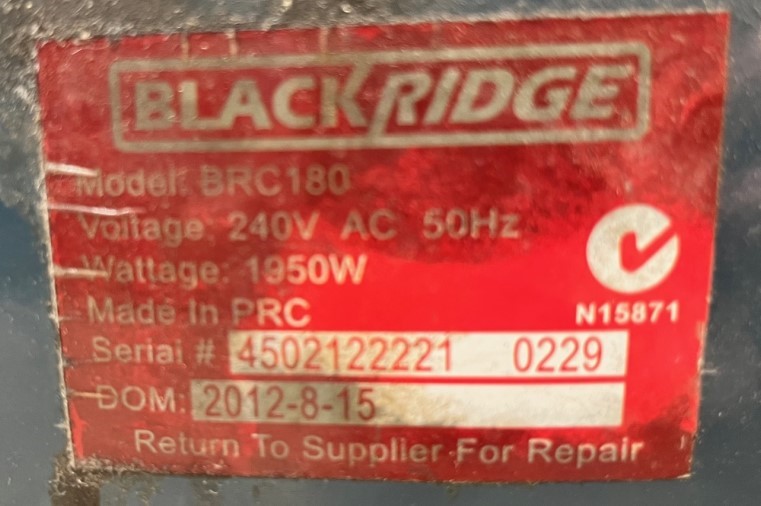 BLACKRIDGE
Model: BRC180
Voltage: 240V AC 50Hz
Wattage: 1950W
Made In PRC
N15871
Serial # 4502122221 0229
DOM: 2012-8-15
Return To Supplier For Repair